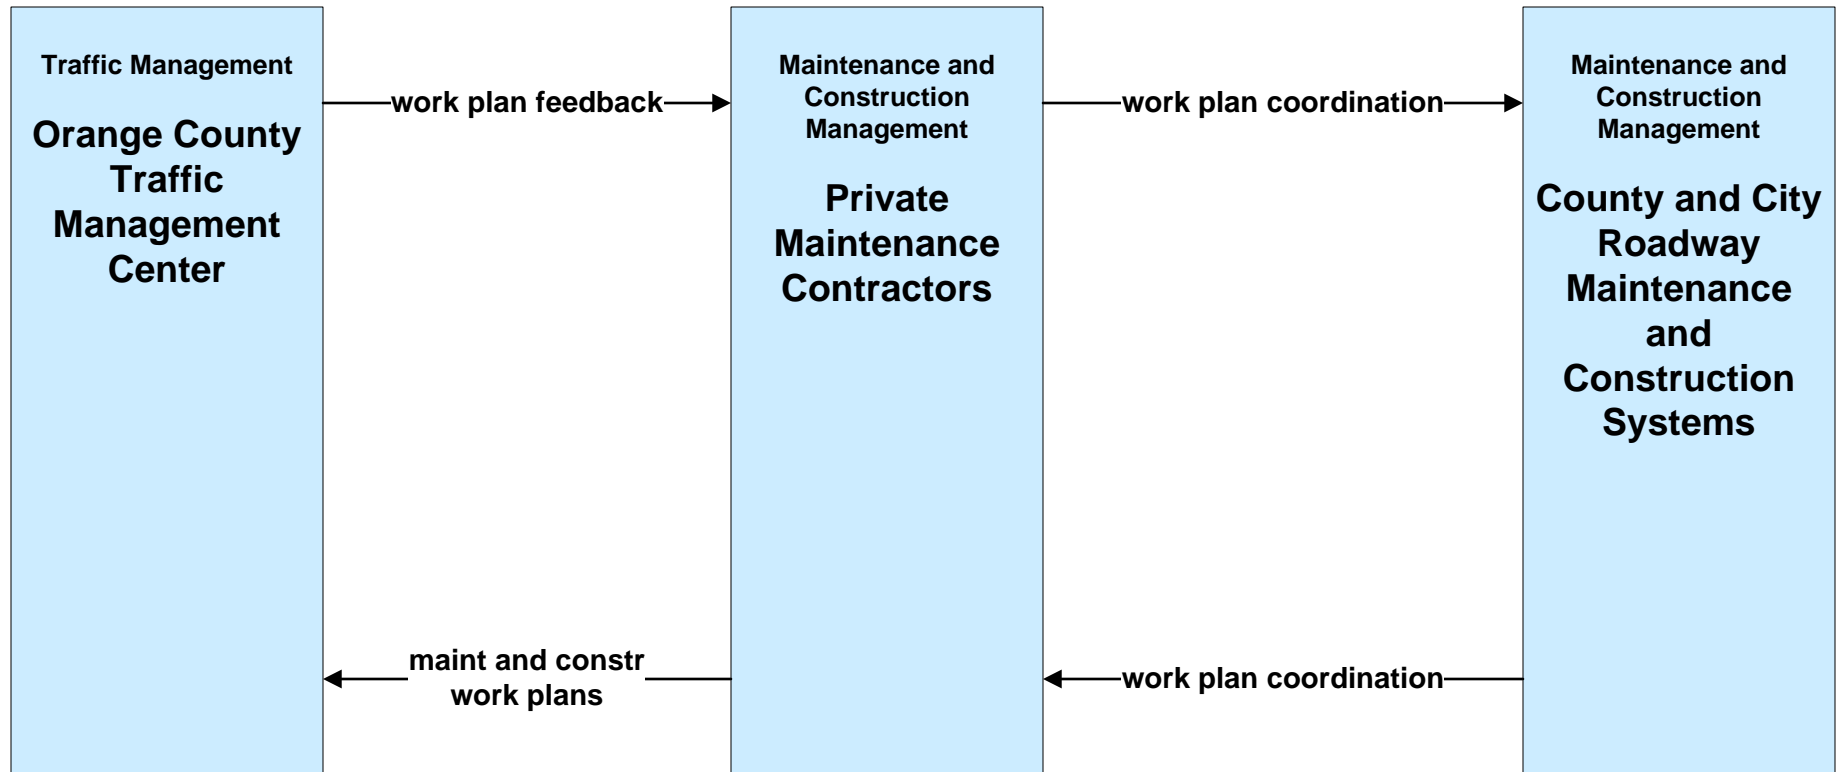 Traffic Management
Orange County
Traffic
Management
Center
work plan feedback
maint and constr
work plans
Maintenance and
Construction
Management
Private
Maintenance
Contractors
work plan coordination
work plan coordination
Maintenance and
Construction
Management
County and City
Roadway
Maintenance
and
Construction
Systems